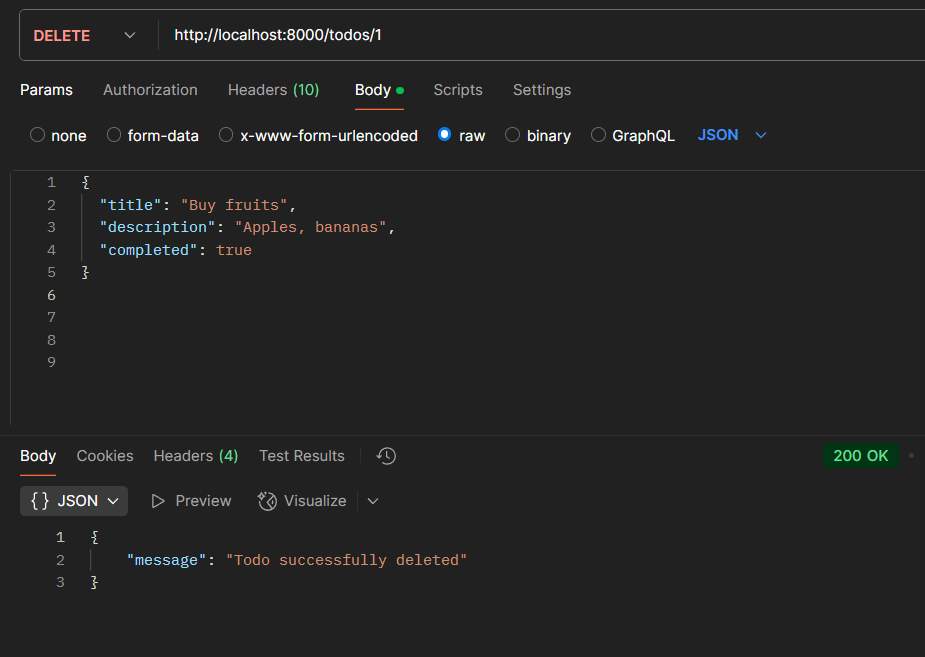 DELETE http://localhost:8000/todos/1
Params Authorization Headers (10) Body Scripts Settings
none form-data x-www-form-urlencoded raw binary GraphQL JSON
1 {
2 "title": "Buy fruits",
3 "description": "Apples, bananas",
4 "completed": true
5 }
6
7
8
9
Body Cookies Headers (4) Test Results 200 OK
{} JSON Preview Visualize
1 {
2 "message": "Todo successfully deleted"
3 }